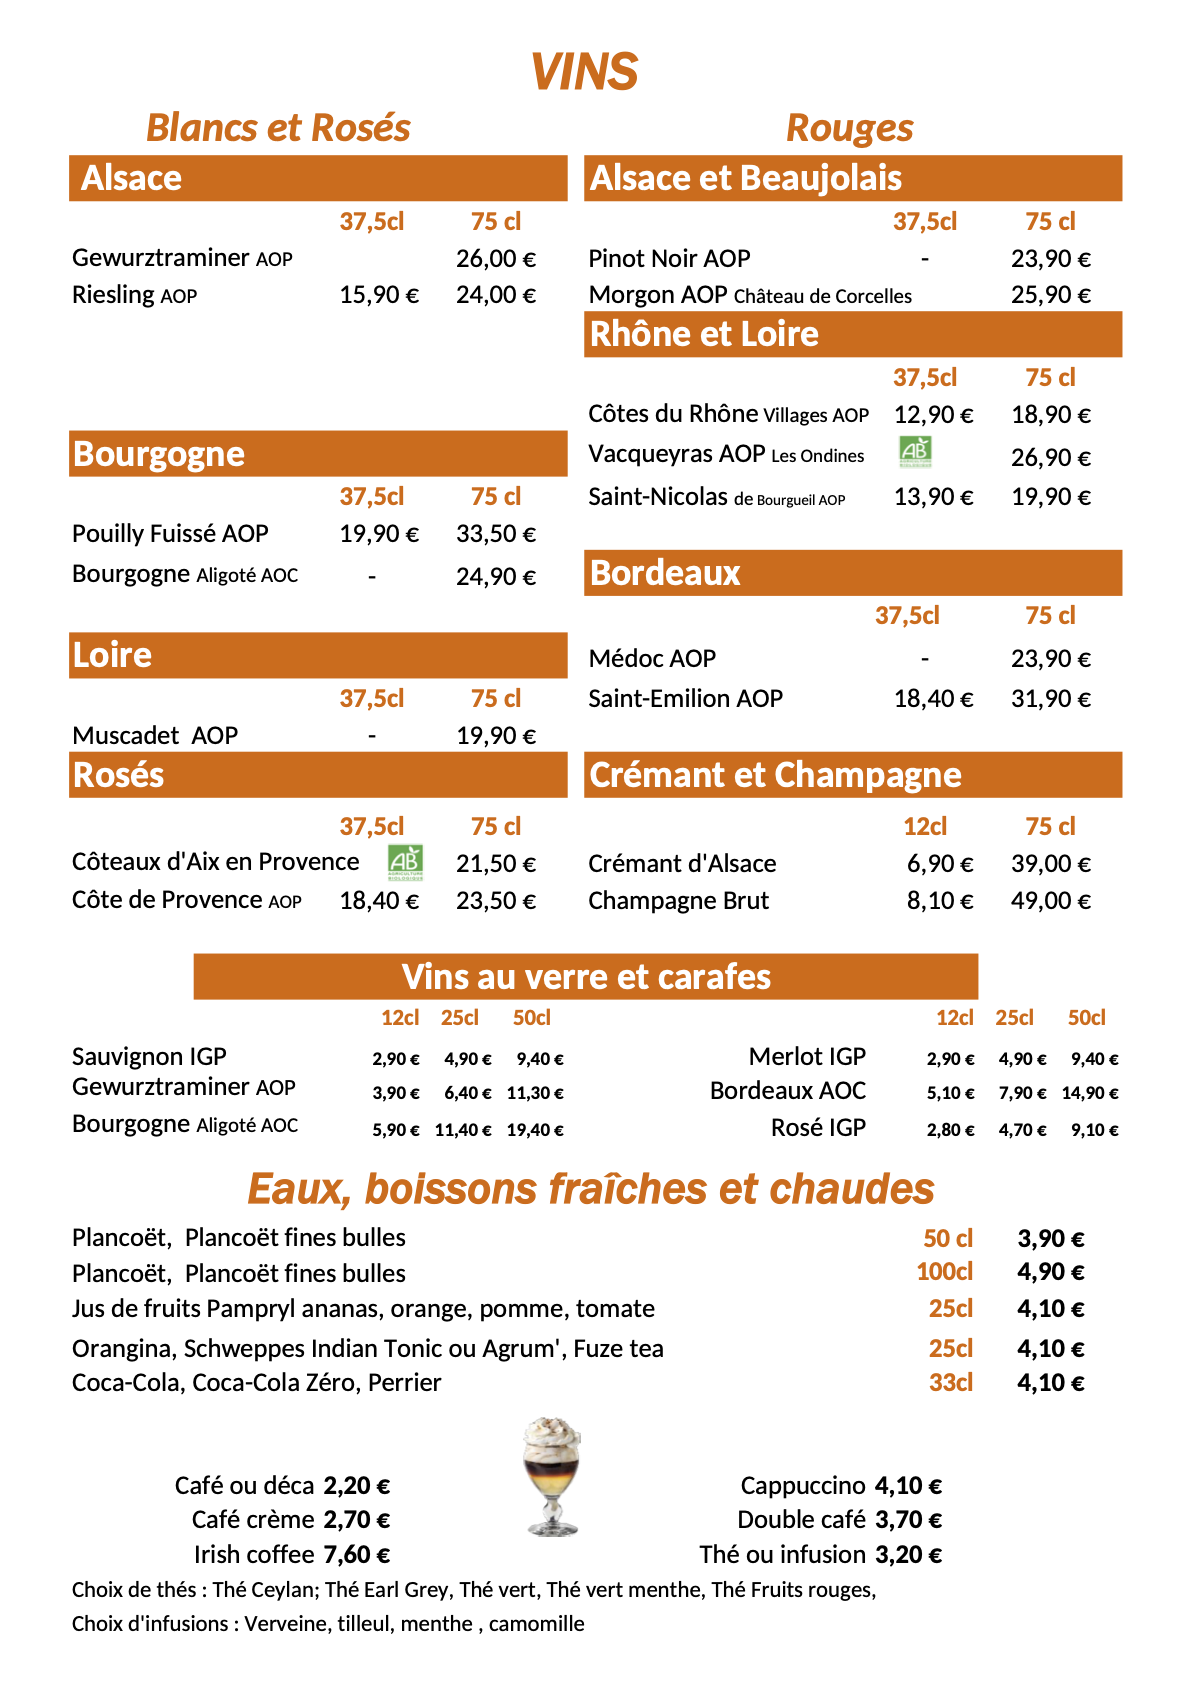 VINS
Blancs et Rosés
Alsace
37,5cl 75 cl
Gewurztraminer AOP 26,00 €
Riesling AOP 15,90 € 24,00 €
Bourgogne
37,5cl 75 cl
Pouilly Fuissé AOP 19,90 € 33,50 €
Bourgogne Aligoté AOC - 24,90 €
Loire
37,5cl 75 cl
Muscadet AOP - 19,90 €
Rosés
37,5cl 75 cl
Côteaux d'Aix en Provence AB AGRICULTURE BIOLOGIQUE 21,50 €
Côte de Provence AOP 18,40 € 23,50 €
Rouges
Alsace et Beaujolais
37,5cl 75 cl
Pinot Noir AOP - 23,90 €
Morgon AOP Château de Corcelles 25,90 €
Rhône et Loire
37,5cl 75 cl
Côtes du Rhône Villages AOP 12,90 € 18,90 €
Vacqueyras AOP Les Ondines AB AGRICULTURE BIOLOGIQUE 26,90 €
Saint-Nicolas de Bourgueil AOP 13,90 € 19,90 €
Bordeaux
37,5cl 75 cl
Médoc AOP - 23,90 €
Saint-Emilion AOP 18,40 € 31,90 €
Crémant et Champagne
12cl 75 cl
Crémant d'Alsace 6,90 € 39,00 €
Champagne Brut 8,10 € 49,00 €
Vins au verre et carafes
12cl 25cl 50cl 12cl 25cl 50cl
Sauvignon IGP 2,90 € 4,90 € 9,40 € Merlot IGP 2,90 € 4,90 € 9,40 €
Gewurztraminer AOP 3,90 € 6,40 € 11,30 € Bordeaux AOC 5,10 € 7,90 € 14,90 €
Bourgogne Aligoté AOC 5,90 € 11,40 € 19,40 € Rosé IGP 2,80 € 4,70 € 9,10 €
Eaux, boissons fraîches et chaudes
Plancoët, Plancoët fines bulles 50 cl 3,90 €
Plancoët, Plancoët fines bulles 100cl 4,90 €
Jus de fruits Pampryl ananas, orange, pomme, tomate 25cl 4,10 €
Orangina, Schweppes Indian Tonic ou Agrum', Fuze tea 25cl 4,10 €
Coca-Cola, Coca-Cola Zéro, Perrier 33cl 4,10 €
Café ou déca 2,20 € Cappuccino 4,10 €
Café crème 2,70 € Double café 3,70 €
Irish coffee 7,60 € Thé ou infusion 3,20 €
Choix de thés : Thé Ceylan; Thé Earl Grey, Thé vert, Thé vert menthe, Thé Fruits rouges,
Choix d'infusions : Verveine, tilleul, menthe , camomille